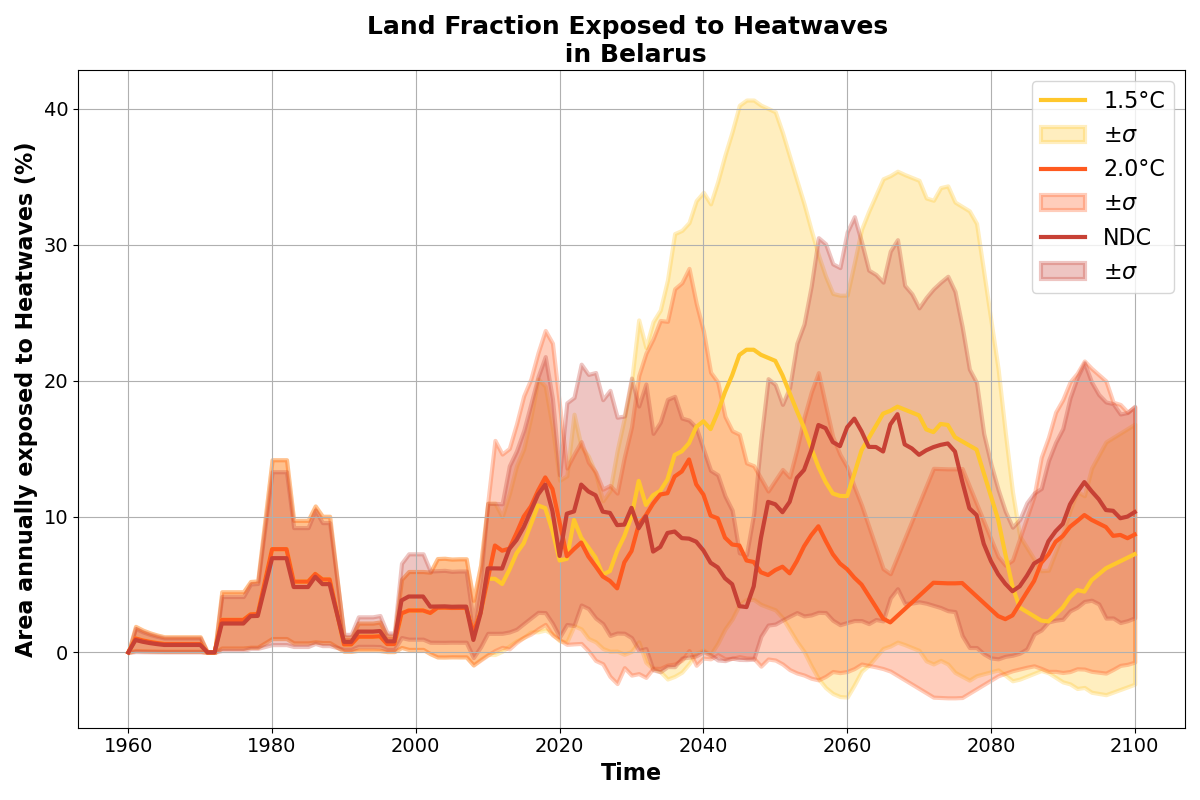 Land Fraction Exposed to Heatwaves
in Belarus
Area annually exposed to Heatwaves (%)
40
30
20
10
0
1.5°C
±σ
2.0°C
±σ
NDC
±σ
1960 1980 2000 2020 2040 2060 2080 2100
Time